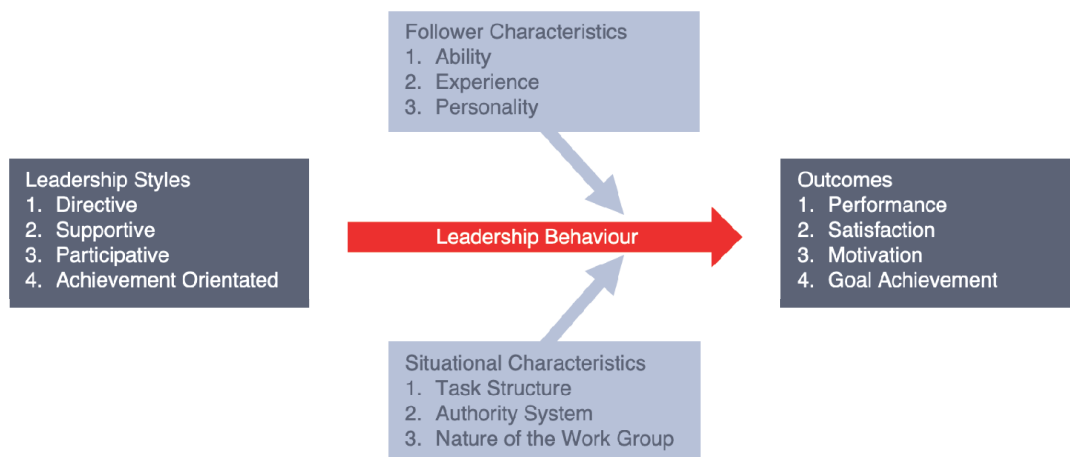 Follower Characteristics
1. Ability
2. Experience
3. Personality
Leadership Styles
1. Directive
2. Supportive
3. Participative
4. Achievement Orientated
Leadership Behaviour
Outcomes
1. Performance
2. Satisfaction
3. Motivation
4. Goal Achievement
Situational Characteristics
1. Task Structure
2. Authority System
3. Nature of the Work Group